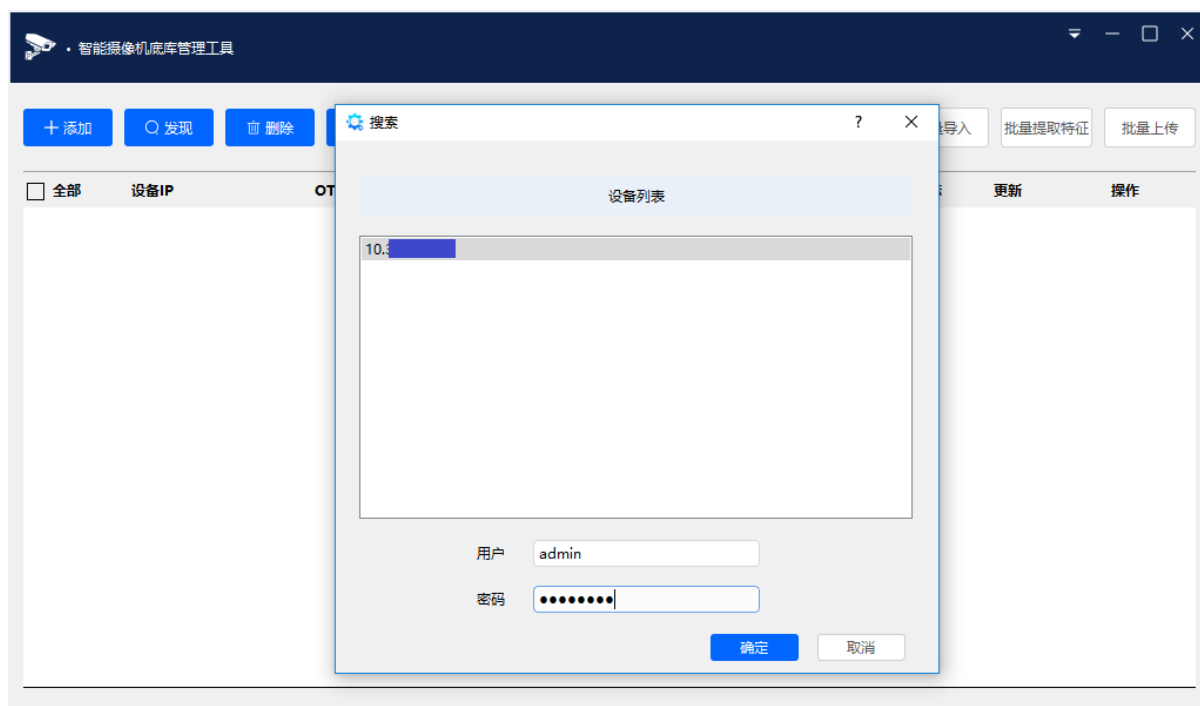 · 智能摄像机底库管理工具
添加 发现 删除 导入 批量提取特征 批量上传
搜索 ?
全部 设备IP OT 更新 操作
设备列表
10.
用户 admin
密码 ••••••••
确定 取消